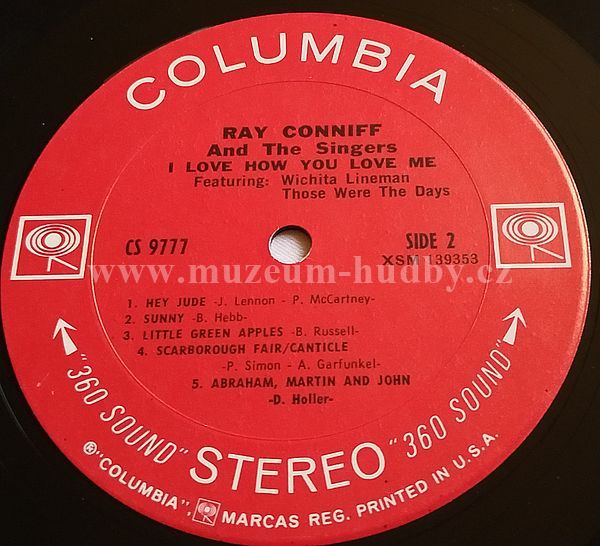 COLUMBIA
RAY CONNIFF
And The Singers
I LOVE HOW YOU LOVE ME
Featuring: Wichita Lineman
Those Were The Days
CS 9777
SIDE 2
XSM 139353
www.muzeum-hudby.cz
1. HEY JUDE -J. Lennon - P. McCartney-
2. SUNNY -B. Hebb-
3. LITTLE GREEN APPLES -B. Russell-
4. SCARBOROUGH FAIR/CANTICLE
-P. Simon - A. Garfunkel-
5. ABRAHAM, MARTIN AND JOHN
-D. Holler-
"360 SOUND" STEREO "360 SOUND"
®"COLUMBIA", MARCAS REG. PRINTED IN U.S.A.